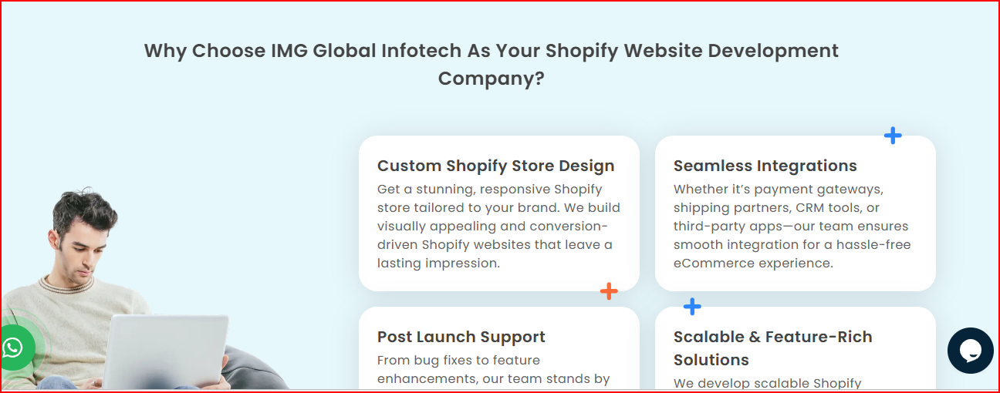 Why Choose IMG Global Infotech As Your Shopify Website Development
Company?
Custom Shopify Store Design
Get a stunning, responsive Shopify
store tailored to your brand. We build
visually appealing and conversion-
driven Shopify websites that leave a
lasting impression.
Seamless Integrations
Whether it’s payment gateways,
shipping partners, CRM tools, or
third-party apps—our team ensures
smooth integration for a hassle-free
eCommerce experience.
Post Launch Support
From bug fixes to feature
enhancements, our team stands by
Scalable & Feature-Rich
Solutions
We develop scalable Shopify